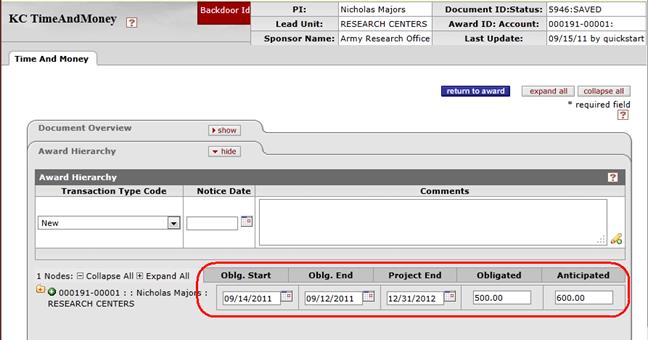 KC TimeAndMoney ?
Backdoor Id
PI: Nicholas Majors Document ID:Status: 5946:SAVED
Lead Unit: RESEARCH CENTERS Award ID: Account: 000191-00001:
Sponsor Name: Army Research Office Last Update: 09/15/11 by quickstart
Time And Money
return to award expand all collapse all
* required field
?
Document Overview show
Award Hierarchy hide
Award Hierarchy ?
Transaction Type Code Notice Date Comments
New
1 Nodes: Collapse All Expand All
000191-00001 : : Nicholas Majors :
RESEARCH CENTERS
Oblg. Start Oblg. End Project End Obligated Anticipated
09/14/2011 09/12/2011 12/31/2012 500.00 600.00